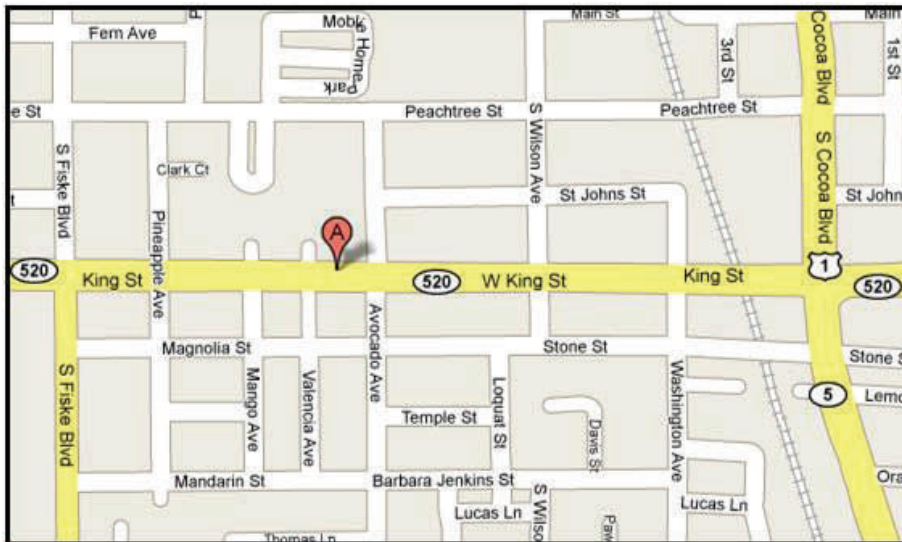 Main St
Main
Mobile Home
Park
Fern Ave
P
3rd St
Cocoa Blvd
1st St
e St
Peachtree St
Peachtree St
S Fiske Blvd
Clark Ct
S Wilson Ave
S Cocoa Blvd
t
St Johns St
St John
Pineapple Ave
A
520
King St
520
W King St
King St
1
520
Magnolia St
Avocado Ave
Stone St
Stone S
S Fiske Blvd
Mango Ave
Valencia Ave
Loquat St
Washington Ave
5
Lemo
Temple St
Davis St
Mandarin St
Barbara Jenkins St
Ora
S Wilso
Lucas Ln
Lucas Ln
Thomas Ln
Paw